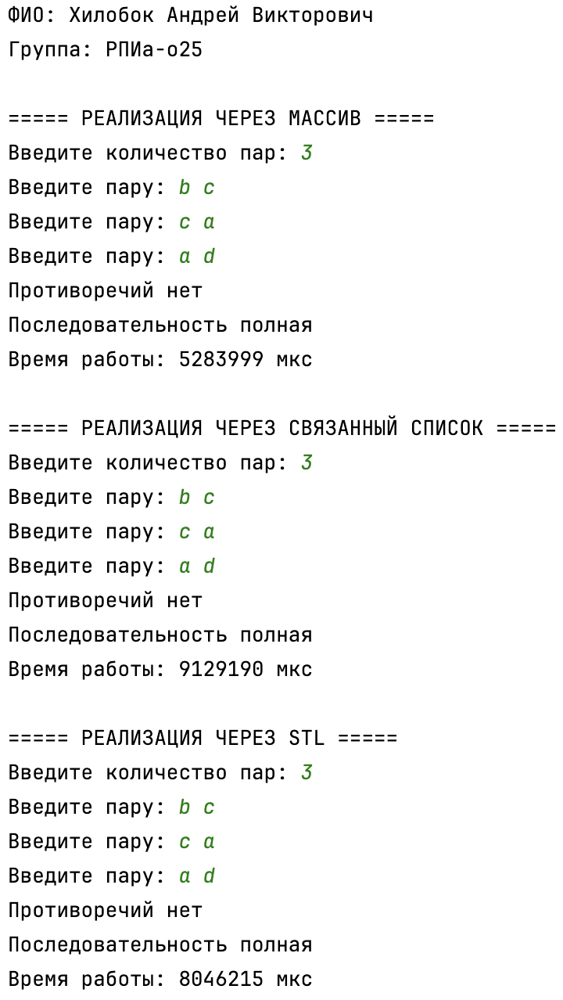 ФИО: Хилобок Андрей Викторович
Группа: РПИа-о25
===== РЕАЛИЗАЦИЯ ЧЕРЕЗ МАССИВ =====
Введите количество пар: 3
Введите пару: b c
Введите пару: c a
Введите пару: a d
Противоречий нет
Последовательность полная
Время работы: 5283999 мкс
===== РЕАЛИЗАЦИЯ ЧЕРЕЗ СВЯЗАННЫЙ СПИСОК =====
Введите количество пар: 3
Введите пару: b c
Введите пару: c a
Введите пару: a d
Противоречий нет
Последовательность полная
Время работы: 9129190 мкс
===== РЕАЛИЗАЦИЯ ЧЕРЕЗ STL =====
Введите количество пар: 3
Введите пару: b c
Введите пару: c a
Введите пару: a d
Противоречий нет
Последовательность полная
Время работы: 8046215 мкс